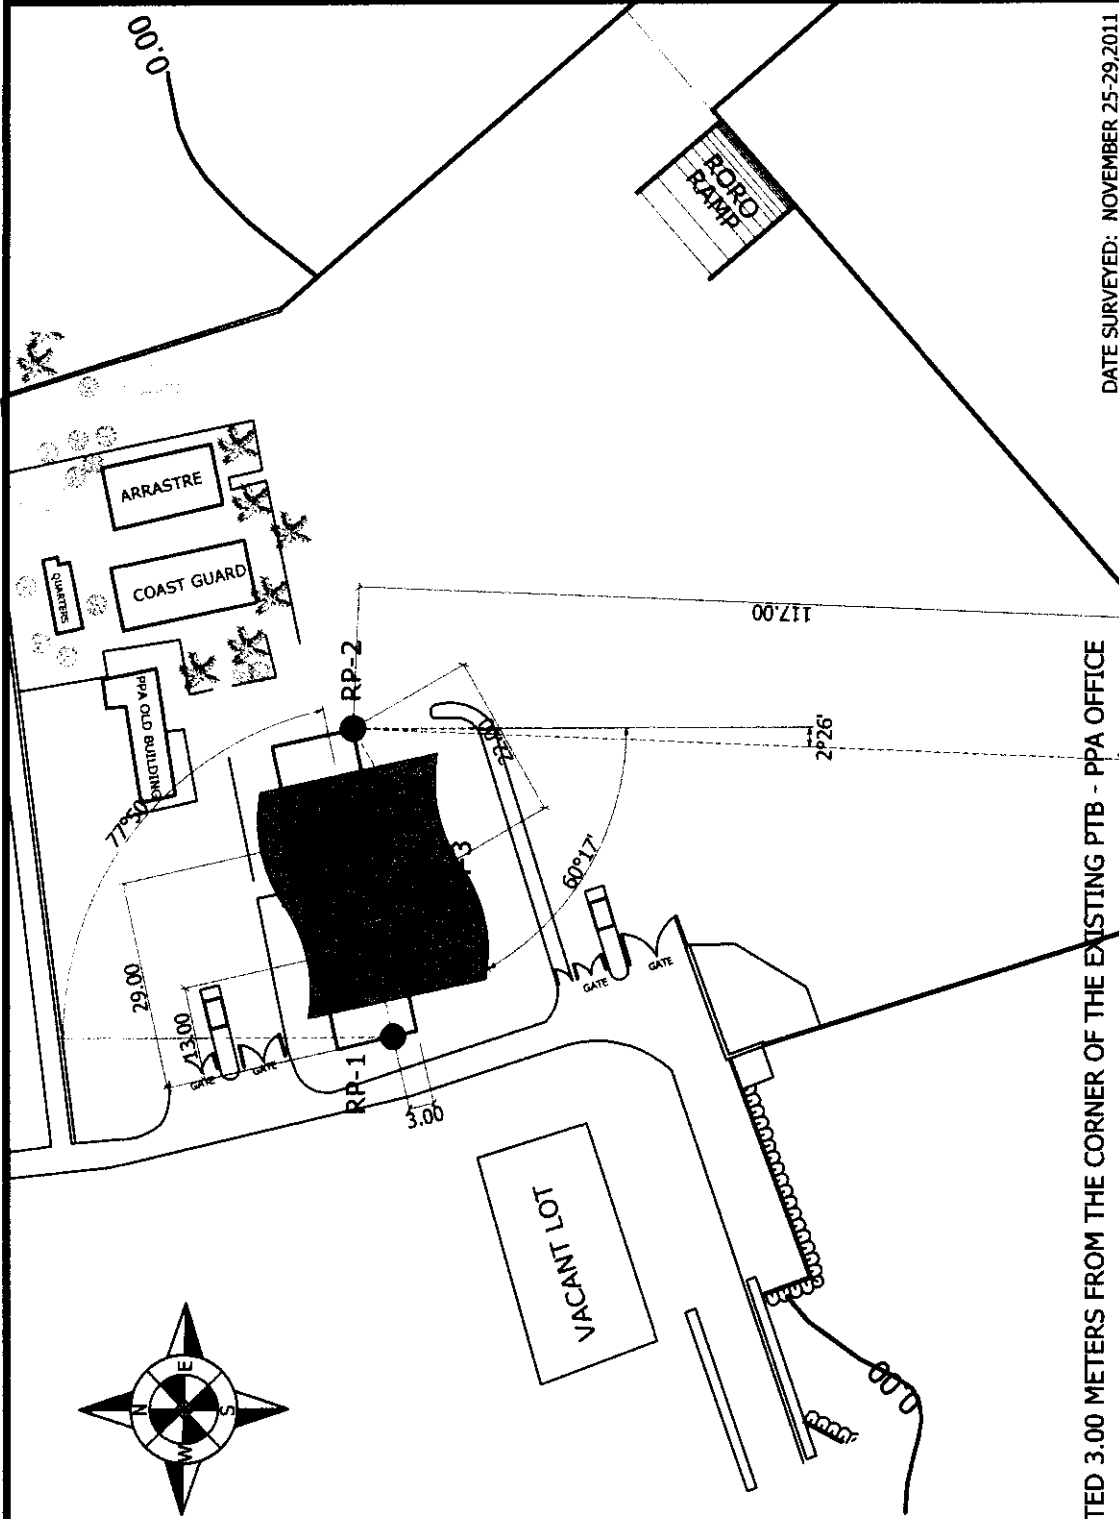 0.00
N
E
S
W
QUARTERS
ARRASTRE
COAST GUARD
PPA OLD BUILDING
RORO
RAMP
RP-2
RP-1
77°50'
29.00
13.00
3.00
22.00
117.00
2°26'
60°17'
GATE
GATE
GATE
GATE
VACANT LOT
TED 3.00 METERS FROM THE CORNER OF THE EXISTING PTB - PPA OFFICE
DATE SURVEYED: NOVEMBER 25-29,2011